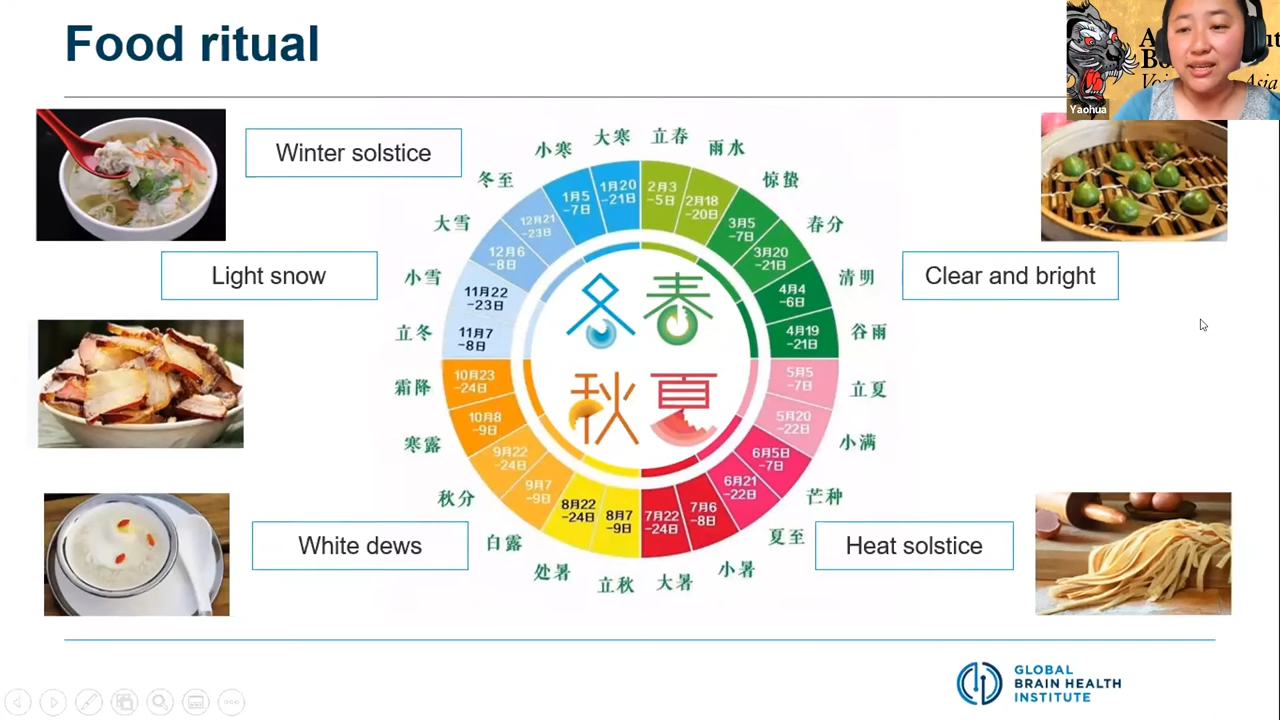 Food ritual
Yaohua
Winter solstice
Light snow
White dews
Clear and bright
Heat solstice
大寒
立春
小寒
雨水
冬至
惊蛰
大雪
春分
小雪
清明
立冬
谷雨
霜降
立夏
寒露
小满
秋分
芒种
白露
夏至
处暑
小暑
立秋
大暑
1月20
-21日
2月3
-5日
1月5
-7日
2月18
-20日
12月21
-23日
3月5
-7日
12月6
-8日
3月20
-21日
11月22
-23日
4月4
-6日
11月7
-8日
4月19
-21日
10月23
-24日
5月5
-7日
10月8
-9日
5月20
-22日
9月22
-24日
6月5日
-7日
9月7
-9日
6月21
-22日
8月22
-24日
8月7
-9日
7月22
-24日
7月6
-8日
冬 春
秋 夏
GLOBAL
BRAIN HEALTH
INSTITUTE